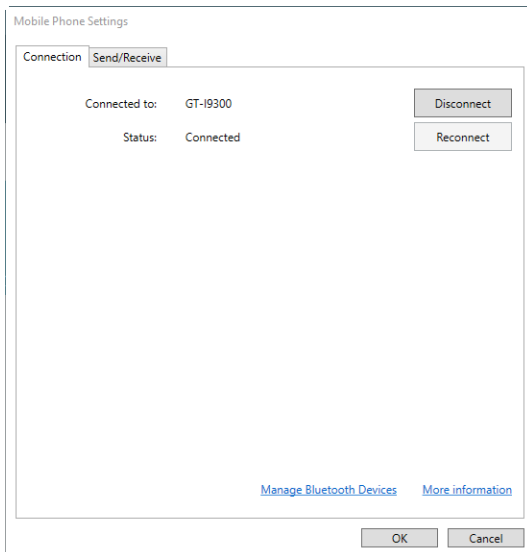 Mobile Phone Settings
Connection Send/Receive
Connected to: GT-I9300 Disconnect
Status: Connected Reconnect
Manage Bluetooth Devices More information
OK Cancel